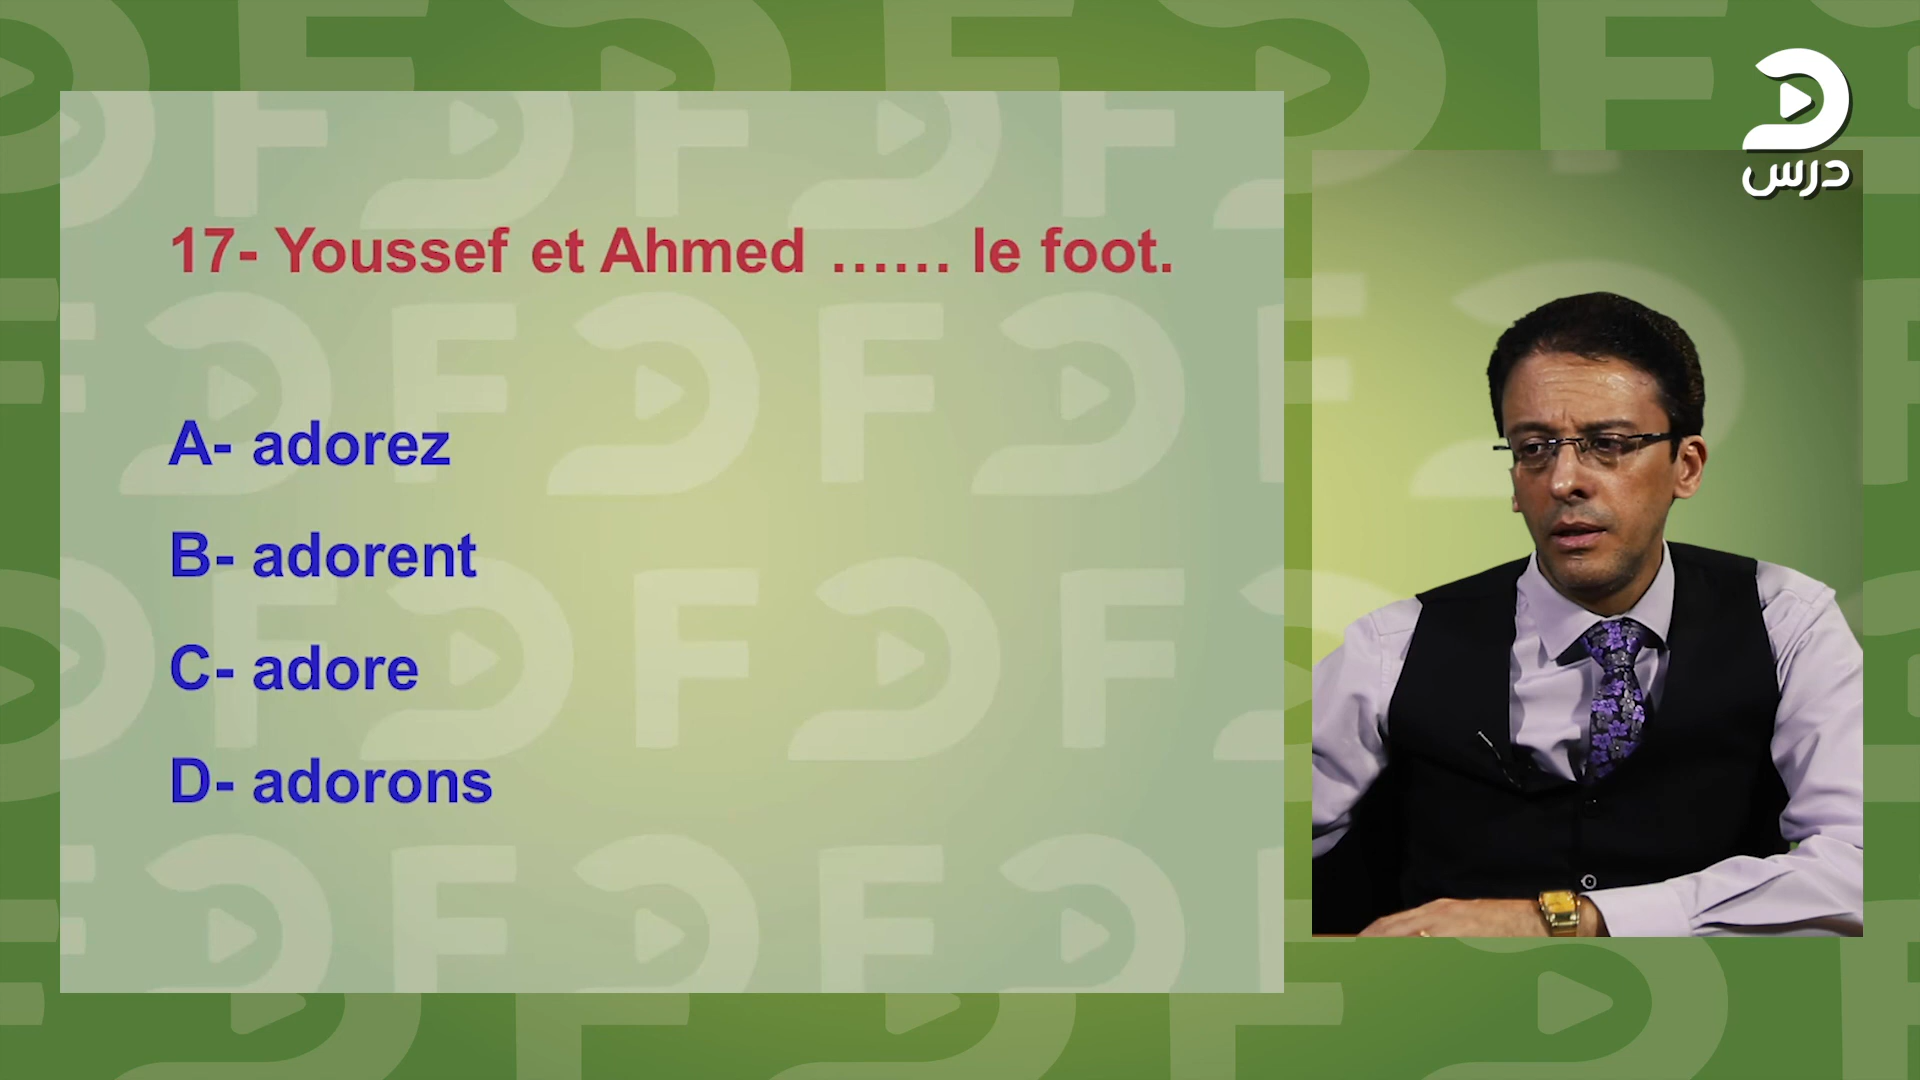 درس
17- Youssef et Ahmed …… le foot.
A- adorez
B- adorent
C- adore
D- adorons